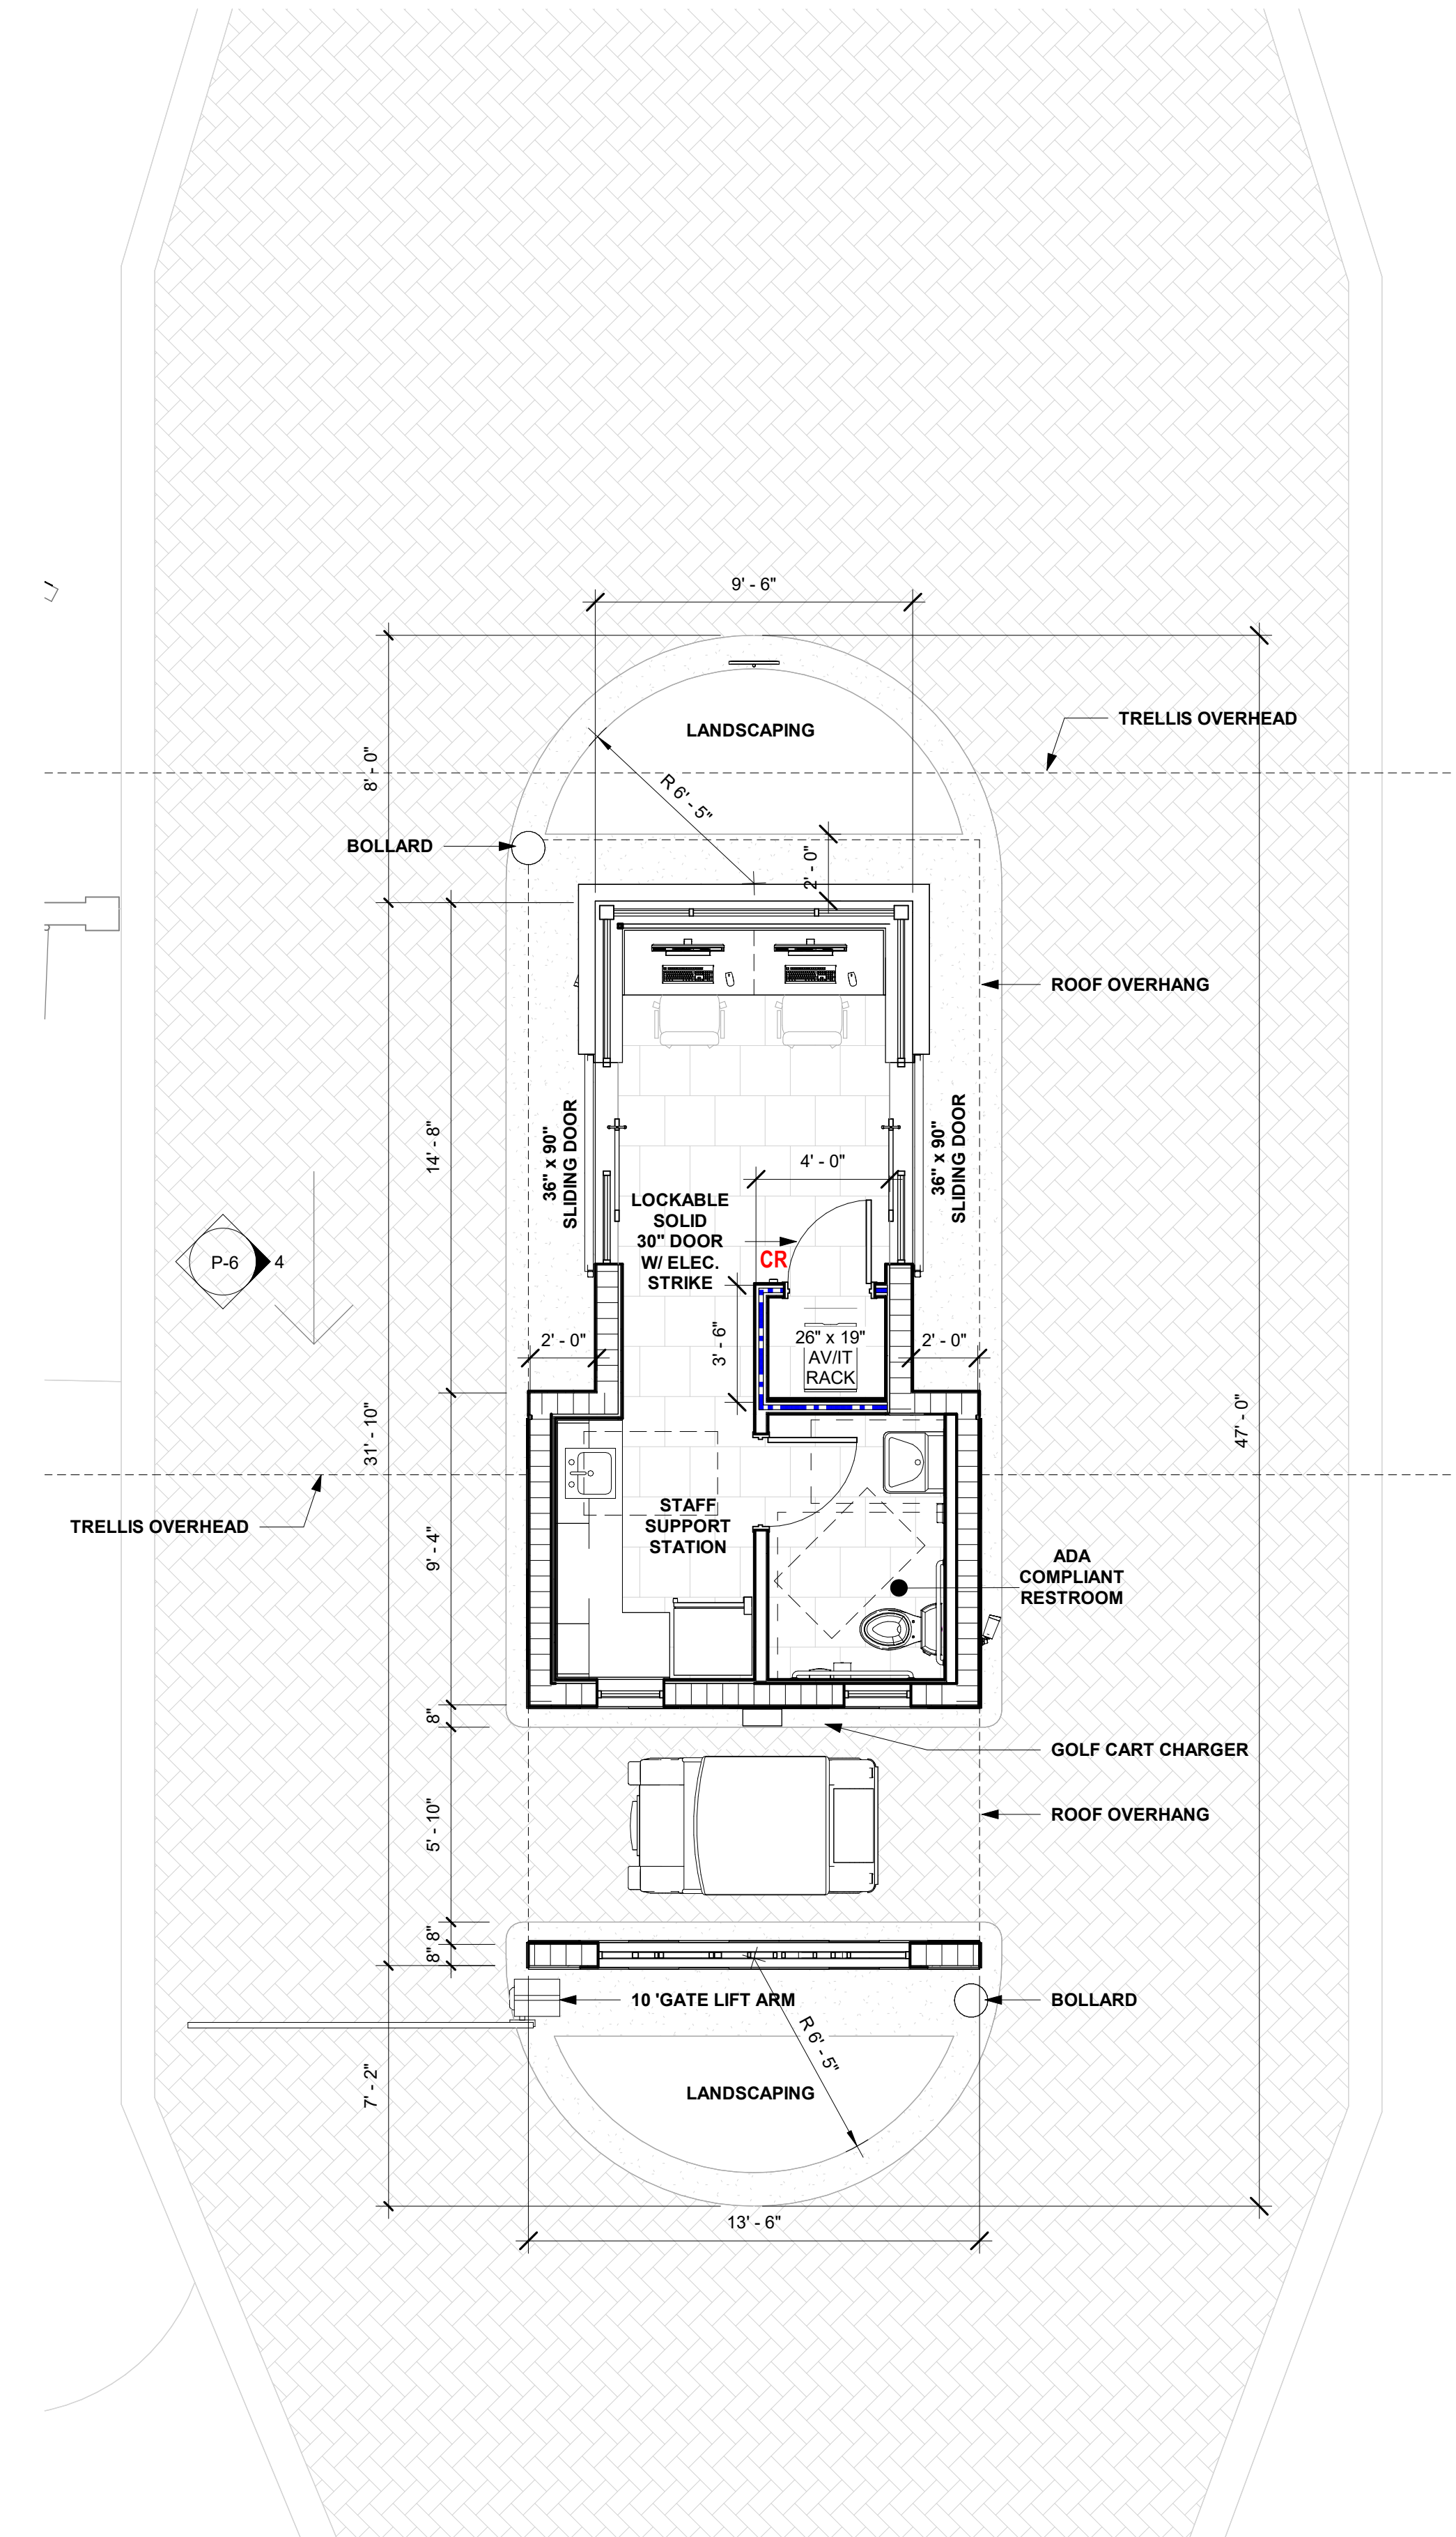 9' - 6"
TRELLIS OVERHEAD
LANDSCAPING
8' - 0"
R 6' - 5"
BOLLARD
2' - 0"
ROOF OVERHANG
36" x 90"
SLIDING DOOR
36" x 90"
SLIDING DOOR
14' - 8"
4' - 0"
LOCKABLE
SOLID
30" DOOR
W/ ELEC.
STRIKE
CR
P-6
4
2' - 0"
3' - 6"
26" x 19"
AV/IT
RACK
2' - 0"
31' - 10"
47' - 0"
TRELLIS OVERHEAD
9' - 4"
STAFF
SUPPORT
STATION
ADA
COMPLIANT
RESTROOM
8"
GOLF CART CHARGER
ROOF OVERHANG
5' - 10"
8"
8"
10 'GATE LIFT ARM
BOLLARD
R 6' - 5"
7' - 2"
LANDSCAPING
13' - 6"